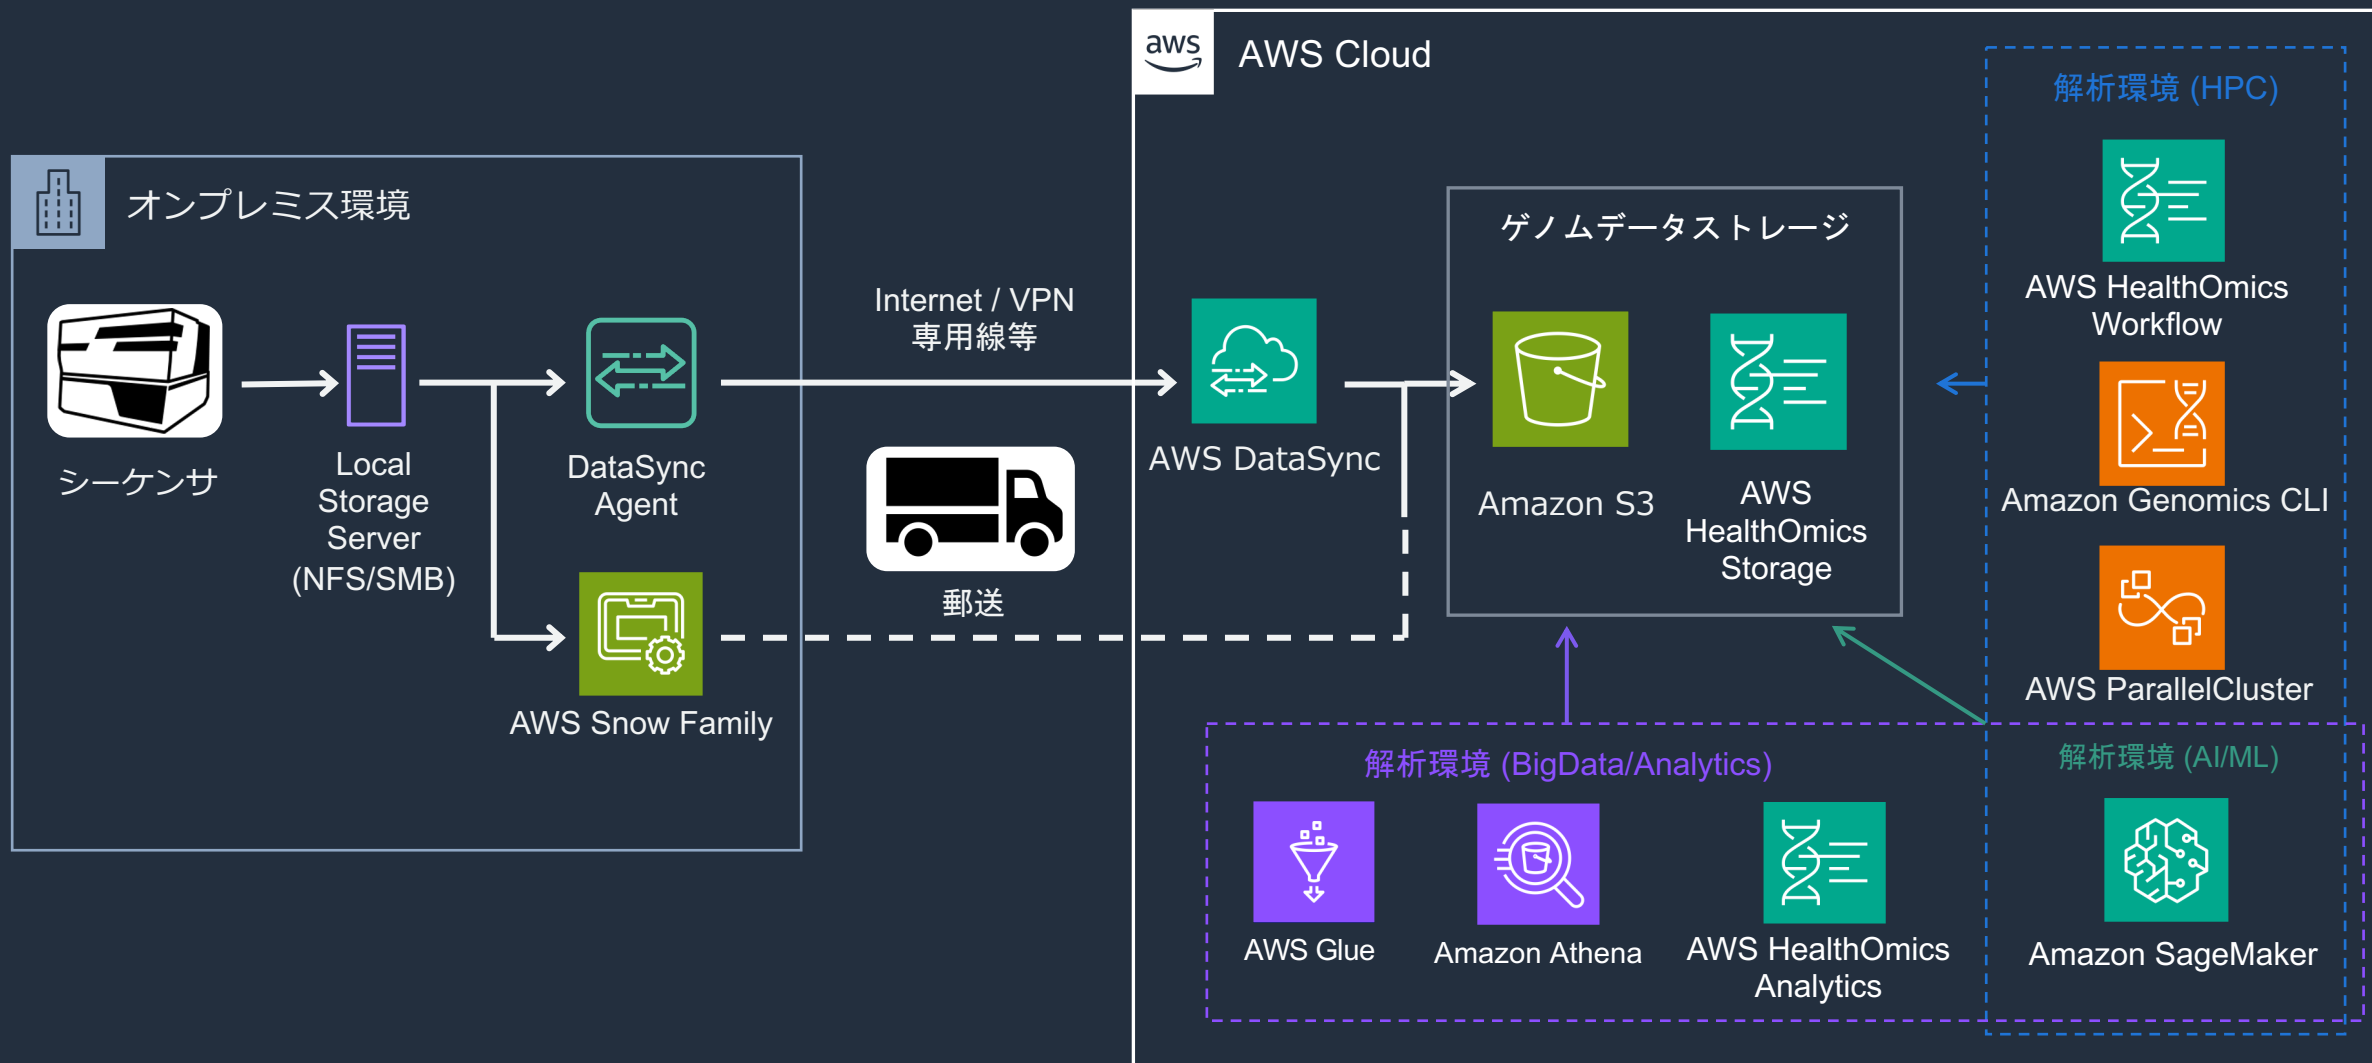 aws
AWS Cloud
オンプレミス環境
シーケンサ
Local
Storage
Server
(NFS/SMB)
DataSync
Agent
AWS Snow Family
Internet / VPN
専用線等
郵送
AWS DataSync
ゲノムデータストレージ
Amazon S3
AWS
HealthOmics
Storage
解析環境 (HPC)
AWS HealthOmics
Workflow
Amazon Genomics CLI
AWS ParallelCluster
解析環境 (BigData/Analytics)
AWS Glue
Amazon Athena
AWS HealthOmics
Analytics
解析環境 (AI/ML)
Amazon SageMaker